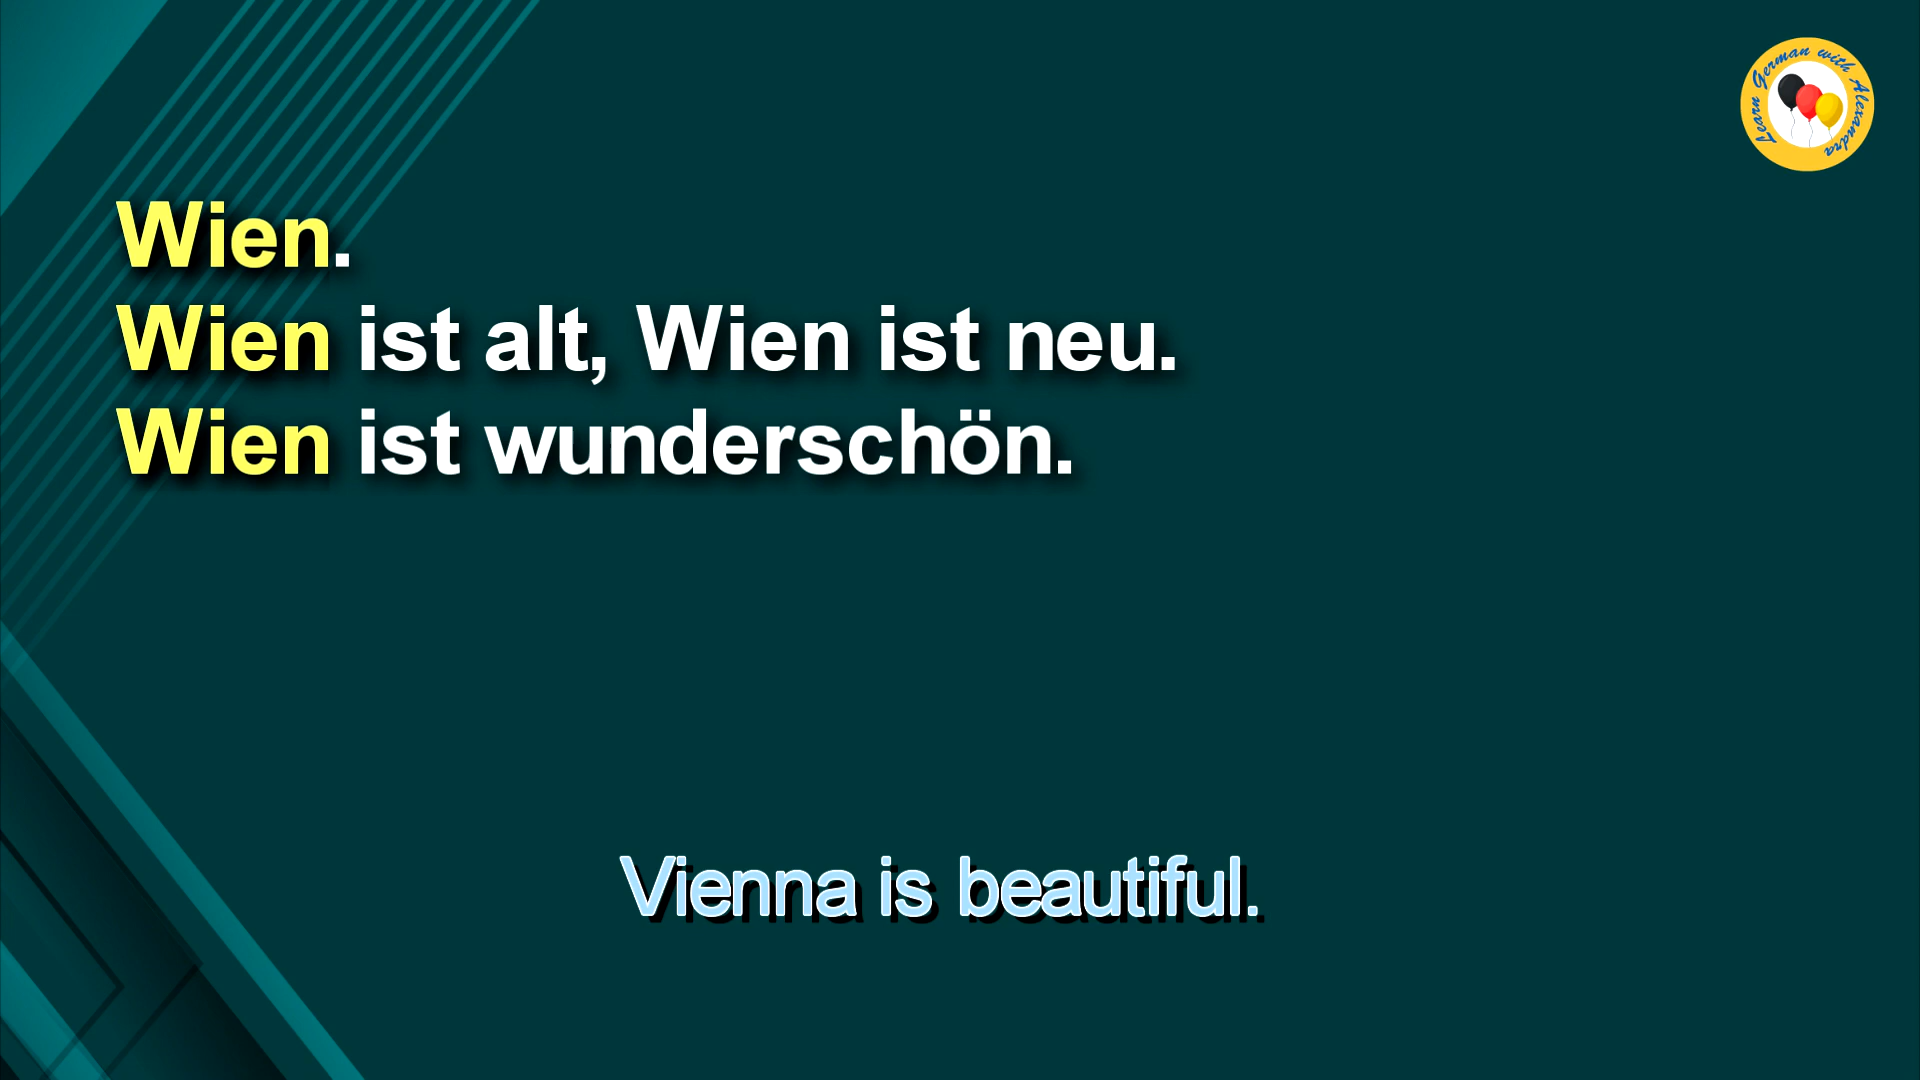 Learn German with Alexandra
Wien.
Wien ist alt, Wien ist neu.
Wien ist wunderschön.
Vienna is beautiful.